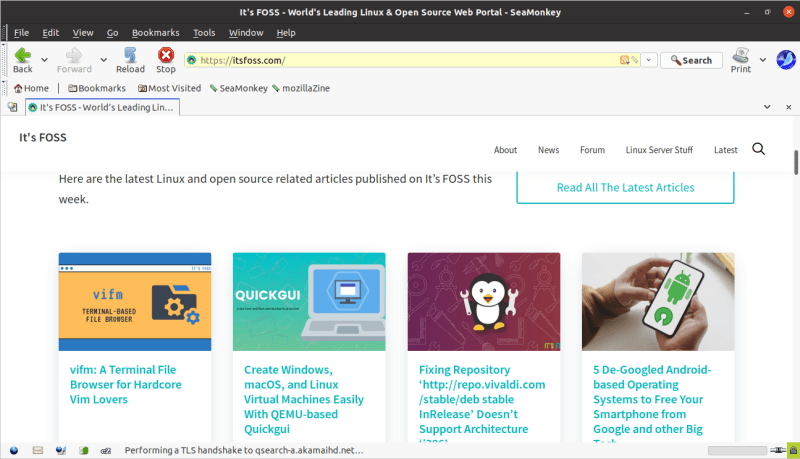 It's FOSS - World's Leading Linux & Open Source Web Portal - SeaMonkey
File Edit View Go Bookmarks Tools Window Help
Back Forward Reload Stop https://itsfoss.com/ Search Print
Home Bookmarks Most Visited SeaMonkey mozillaZine
It's FOSS - World's Leading Lin...
It's FOSS
About News Forum Linux Server Stuff Latest
Here are the latest Linux and open source related articles published on It's FOSS this
week.
Read All The Latest Articles
IT'S FOSS
vifm
TERMINAL-BASED
FILE BROWSER
QUICKGUI
IT'S F
vifm: A Terminal File
Browser for Hardcore
Vim Lovers
Create Windows,
macOS, and Linux
Virtual Machines Easily
With QEMU-based
Quickgui
Fixing Repository
‘http://repo.vivaldi.com
/stable/deb stable
InRelease’ Doesn’t
Support Architecture
‘i386’
5 De-Googled Android-
based Operating
Systems to Free Your
Smartphone from
Google and other Big
Tech
Performing a TLS handshake to qsearch-a.akamaihd.net...